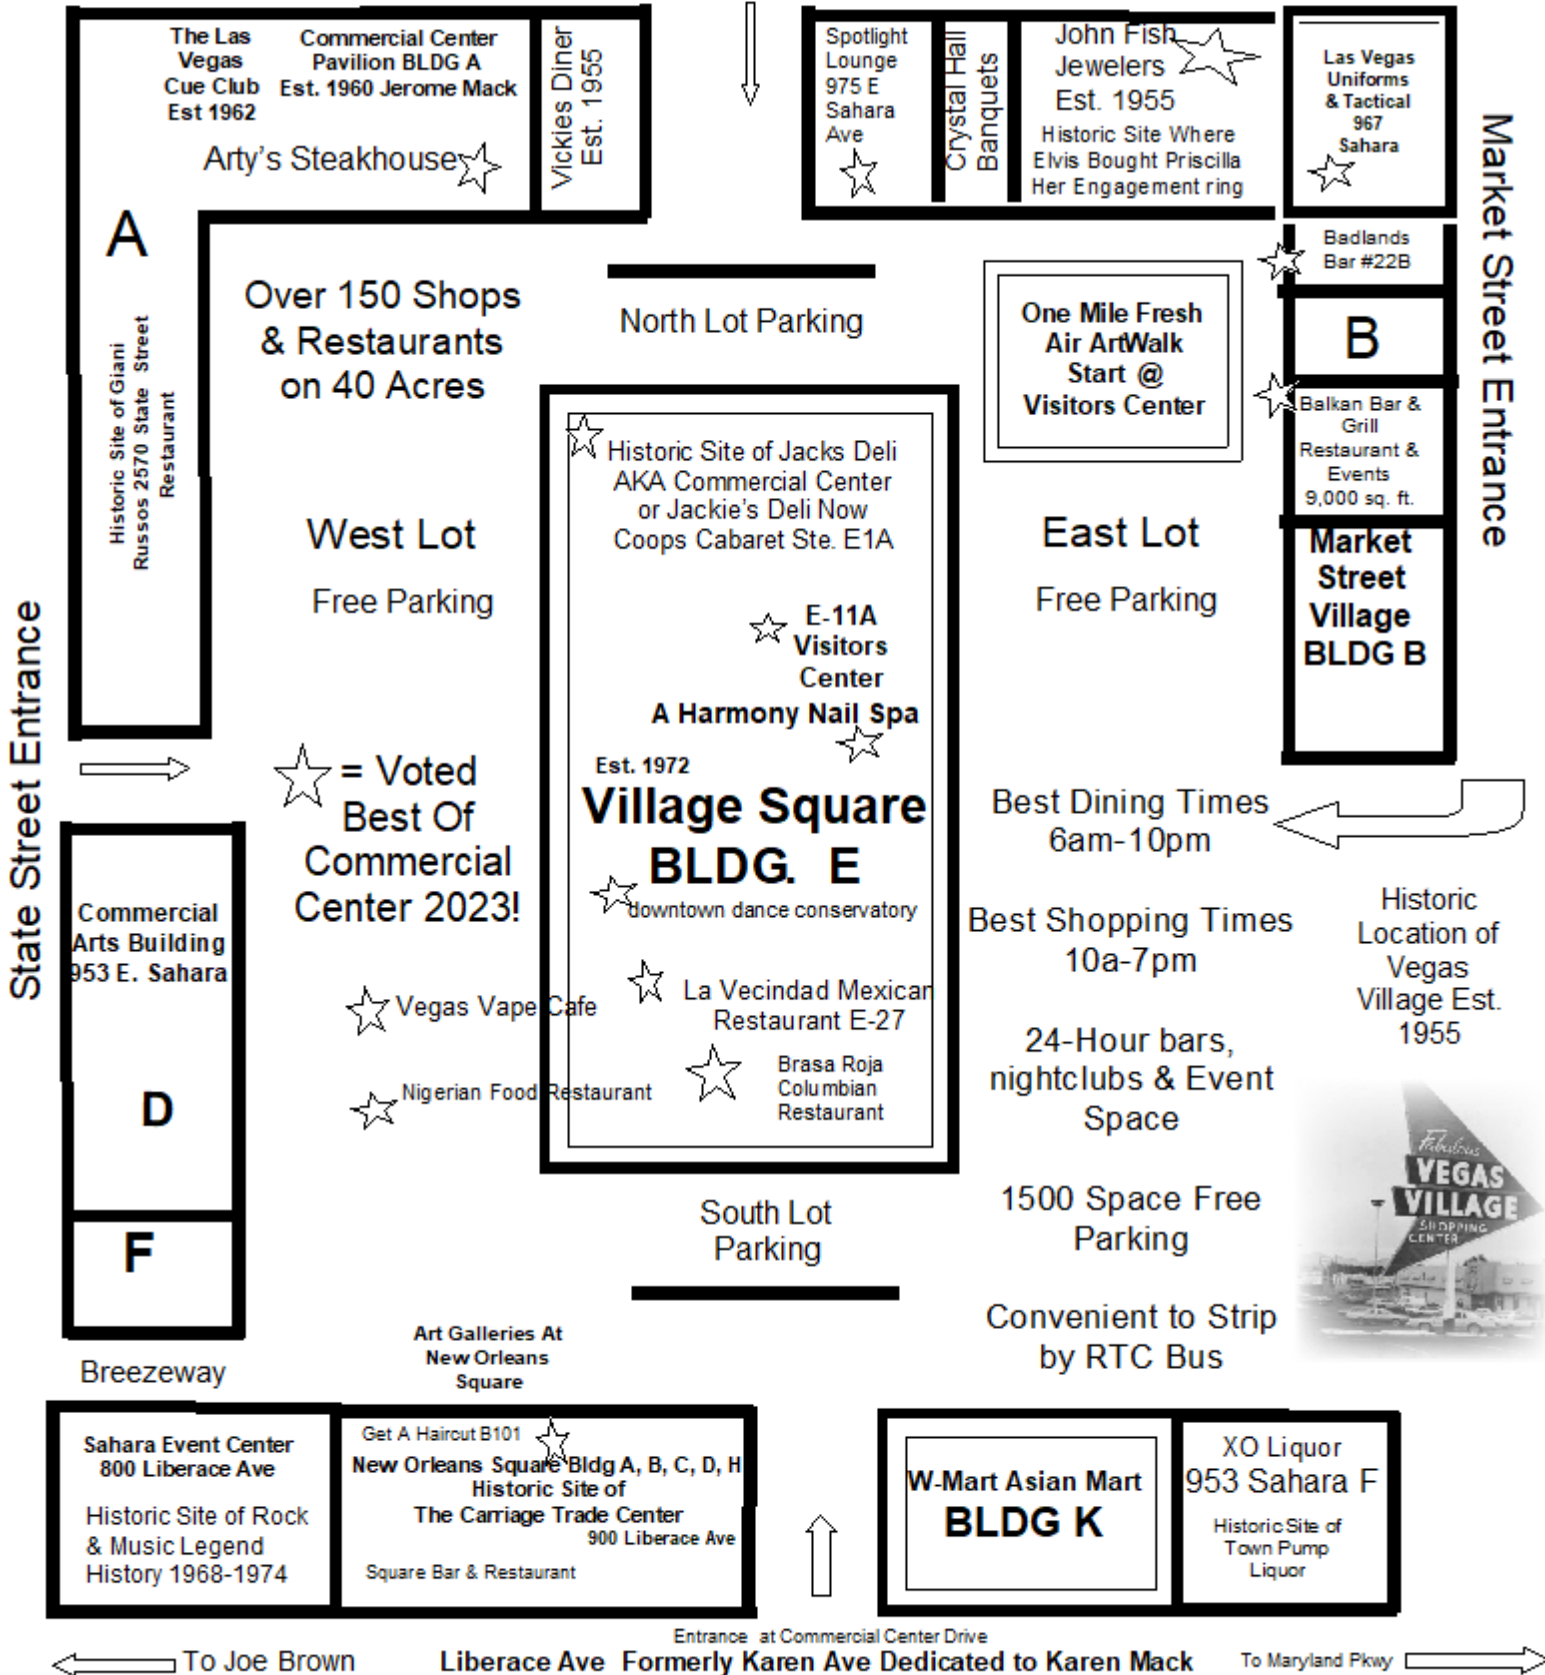 The Las
Vegas
Cue Club
Est 1962
Commercial Center
Pavilion BLDG A
Est. 1960 Jerome Mack
Arty's Steakhouse
Vickies Diner
Est. 1955
Spotlight
Lounge
975 E
Sahara
Ave
Crystal Hall
Banquets
John Fish
Jewelers
Est. 1955
Historic Site Where
Elvis Bought Priscilla
Her Engagement ring
Las Vegas
Uniforms
& Tactical
967
Sahara
Market Street Entrance
A
Historic Site of Giani
Russos 2570 State Street
Restaurant
Over 150 Shops
& Restaurants
on 40 Acres
North Lot Parking
One Mile Fresh
Air ArtWalk
Start @
Visitors Center
Badlands
Bar #22B
B
Balkan Bar &
Grill
Restaurant &
Events
9,000 sq. ft.
Market
Street
Village
BLDG B
West Lot
Free Parking
Historic Site of Jacks Deli
AKA Commercial Center
or Jackie's Deli Now
Coops Cabaret Ste. E1A
E-11A
Visitors
Center
A Harmony Nail Spa
Est. 1972
Village Square
BLDG. E
downtown dance conservatory
La Vecindad Mexican
Restaurant E-27
Brasa Roja
Columbian
Restaurant
East Lot
Free Parking
State Street Entrance
= Voted
Best Of
Commercial
Center 2023!
Vegas Vape Cafe
Nigerian Food Restaurant
Commercial
Arts Building
953 E. Sahara
D
F
Breezeway
Best Dining Times
6am-10pm
Best Shopping Times
10a-7pm
24-Hour bars,
nightclubs & Event
Space
1500 Space Free
Parking
Convenient to Strip
by RTC Bus
Historic
Location of
Vegas
Village Est.
1955
Fabulous
VEGAS
VILLAGE
SHOPPING
CENTER
South Lot
Parking
Art Galleries At
New Orleans
Square
Sahara Event Center
800 Liberace Ave
Historic Site of Rock
& Music Legend
History 1968-1974
Get A Haircut B101
New Orleans Square Bldg A, B, C, D, H
Historic Site of
The Carriage Trade Center
900 Liberace Ave
Square Bar & Restaurant
W-Mart Asian Mart
BLDG K
XO Liquor
953 Sahara F
Historic Site of
Town Pump
Liquor
Entrance at Commercial Center Drive
To Joe Brown
Liberace Ave Formerly Karen Ave Dedicated to Karen Mack
To Maryland Pkwy